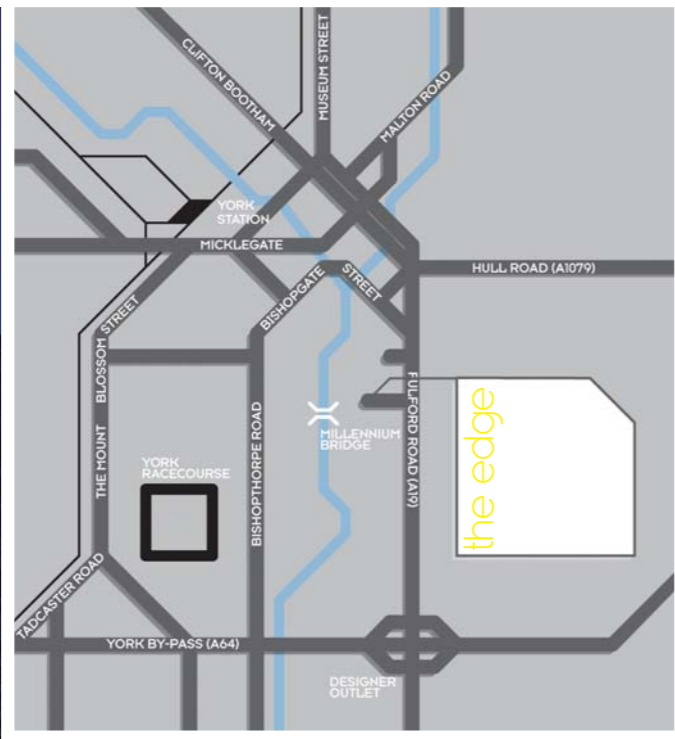 CLIFTON BOOTHAM
MUSEUM STREET
MALTON ROAD
YORK
STATION
MICKLEGATE
HULL ROAD (A1079)
BISHOPGATE
STREET
BLOSSOM
STREET
THE MOUNT
FULFORD ROAD (A19)
the edge
MILLENNIUM
BRIDGE
BISHOPTHORPE ROAD
YORK
RACECOURSE
TADCASTER ROAD
YORK BY-PASS (A64)
DESIGNER
OUTLET